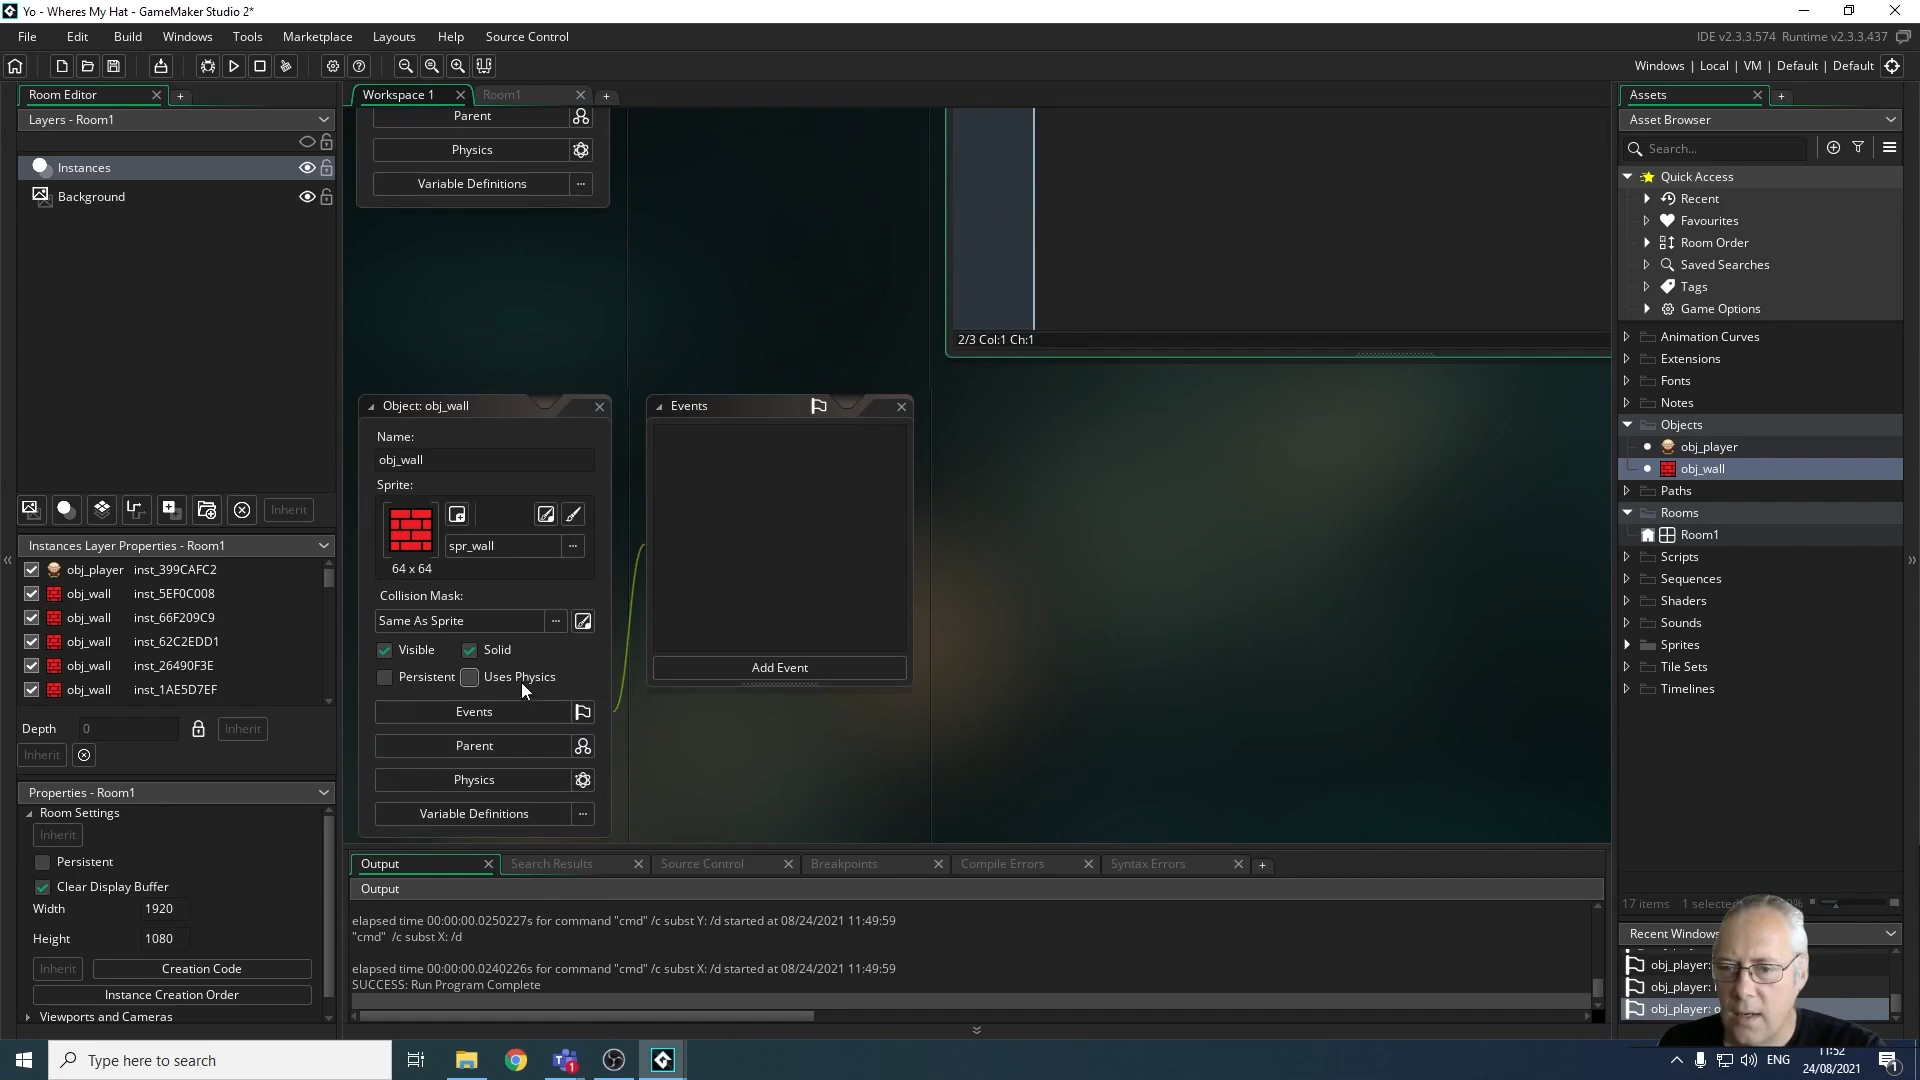 Yo - Wheres My Hat - GameMaker Studio 2*
File Edit Build Windows Tools Marketplace Layouts Help Source Control
IDE v2.3.3.574 Runtime v2.3.3.437
Windows | Local | VM | Default | Default
Room Editor
Layers - Room1
Instances
Background
Inherit
Instances Layer Properties - Room1
obj_player inst_399CAFC2
obj_wall inst_5EF0C008
obj_wall inst_66F209C9
obj_wall inst_62C2EDD1
obj_wall inst_26490F3E
obj_wall inst_1AE5D7EF
Depth 0 Inherit
Inherit
Properties - Room1
Room Settings
Inherit
Persistent
Clear Display Buffer
Width 1920
Height 1080
Inherit Creation Code
Instance Creation Order
Viewports and Cameras
Workspace 1 Room1
Parent
Physics
Variable Definitions
2/3 Col:1 Ch:1
Object: obj_wall
Name:
obj_wall
Sprite:
spr_wall
64 x 64
Collision Mask:
Same As Sprite
Visible Solid
Persistent Uses Physics
Events
Parent
Physics
Variable Definitions
Events
Add Event
Output Search Results Source Control Breakpoints Compile Errors Syntax Errors
Output
elapsed time 00:00:00.0250227s for command "cmd" /c subst Y: /d started at 08/24/2021 11:49:59
"cmd" /c subst X: /d
elapsed time 00:00:00.0240226s for command "cmd" /c subst X: /d started at 08/24/2021 11:49:59
SUCCESS: Run Program Complete
Assets
Asset Browser
Search...
Quick Access
Recent
Favourites
Room Order
Saved Searches
Tags
Game Options
Animation Curves
Extensions
Fonts
Notes
Objects
obj_player
obj_wall
Paths
Rooms
Room1
Scripts
Sequences
Shaders
Sounds
Sprites
Tile Sets
Timelines
17 items 1 selected
Recent Windows
obj_player:
obj_player:
obj_player:
Type here to search
ENG
11:52
24/08/2021